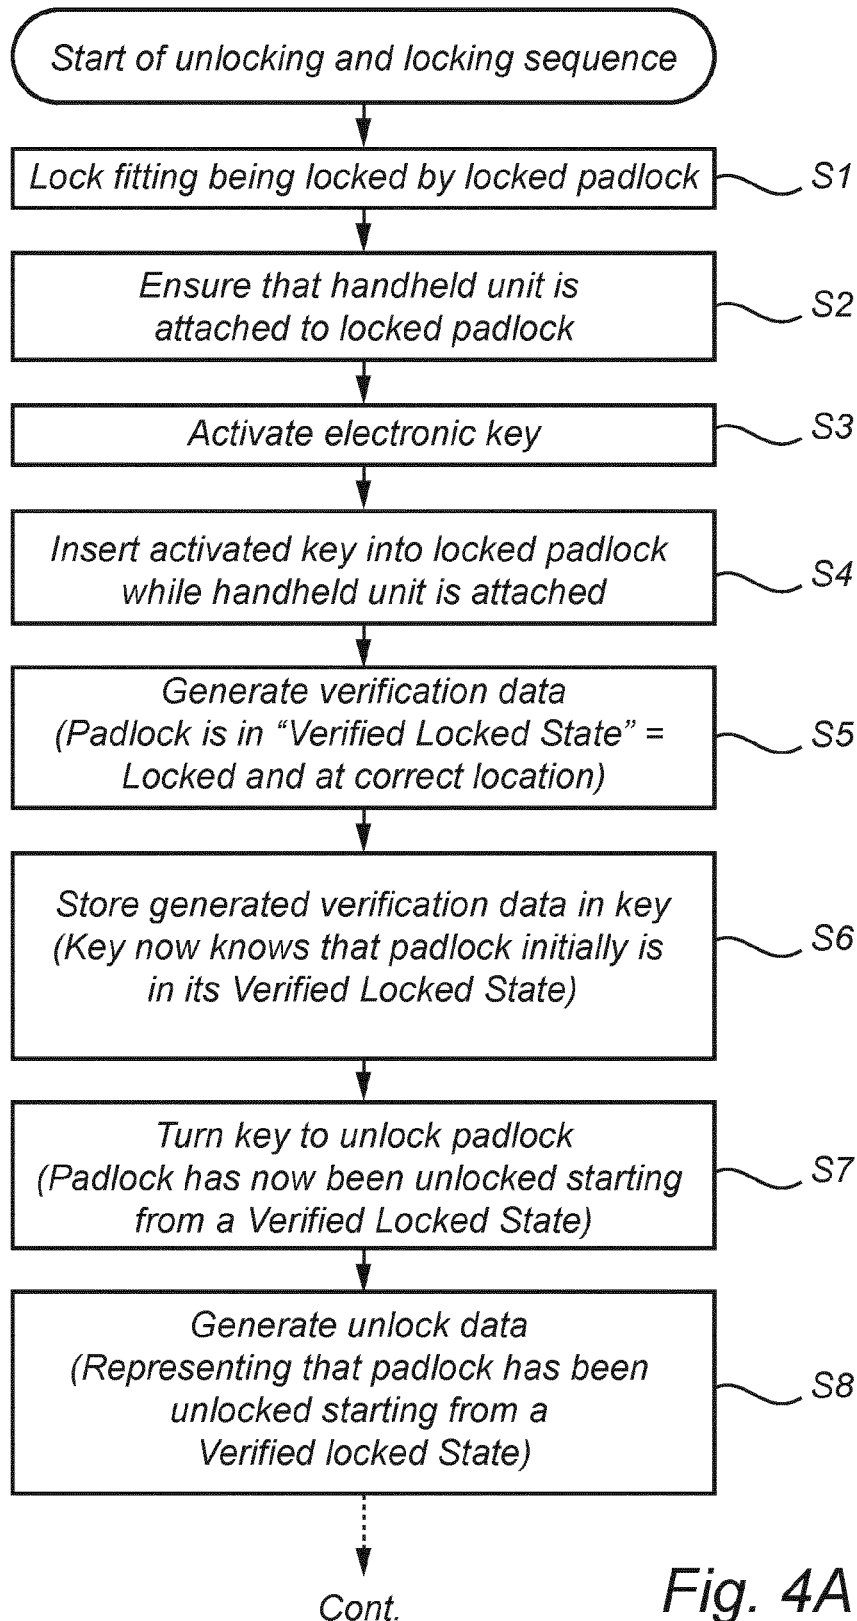 Start of unlocking and locking sequence
Lock fitting being locked by locked padlock
S1
Ensure that handheld unit is
attached to locked padlock
S2
Activate electronic key
S3
Insert activated key into locked padlock
while handheld unit is attached
S4
Generate verification data
(Padlock is in “Verified Locked State” =
Locked and at correct location)
S5
Store generated verification data in key
(Key now knows that padlock initially is
in its Verified Locked State)
S6
Turn key to unlock padlock
(Padlock has now been unlocked starting
from a Verified Locked State)
S7
Generate unlock data
(Representing that padlock has been
unlocked starting from a
Verified locked State)
S8
Cont.
Fig. 4A